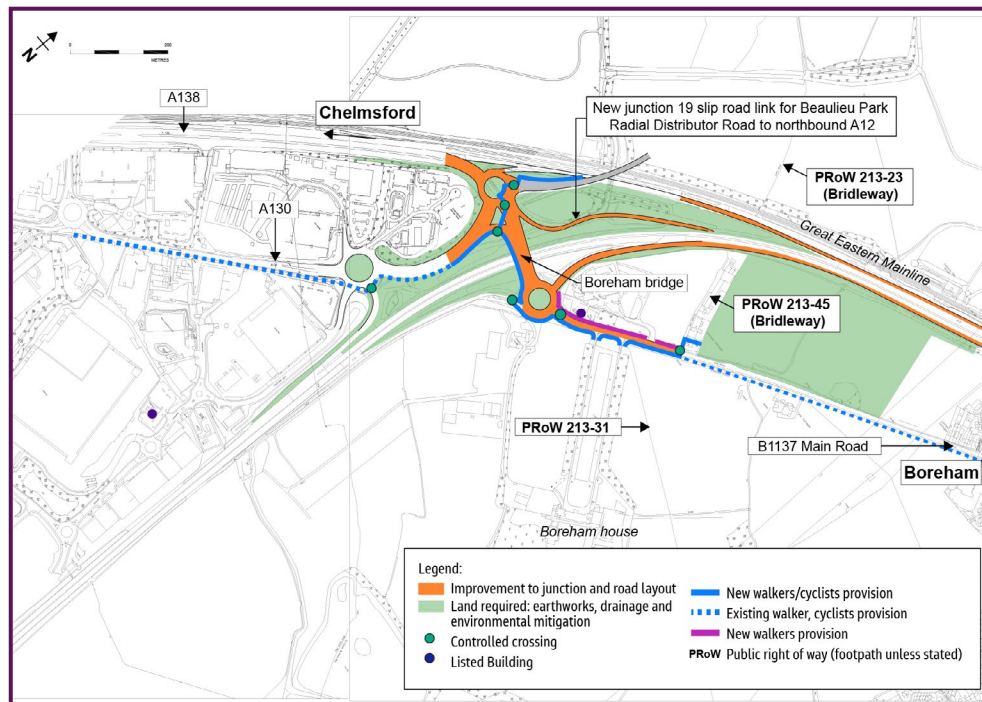 N
0
200
METRES
A138
Chelmsford
New junction 19 slip road link for Beaulieu Park
Radial Distributor Road to northbound A12
PRoW 213-23
(Bridleway)
A130
Great Eastern Mainline
Boreham bridge
PRoW 213-45
(Bridleway)
PRoW 213-31
B1137 Main Road
Boreham
Boreham house
Legend:
Improvement to junction and road layout
Land required: earthworks, drainage and
environmental mitigation
Controlled crossing
Listed Building
New walkers/cyclists provision
Existing walker, cyclists provision
New walkers provision
PRoW Public right of way (footpath unless stated)